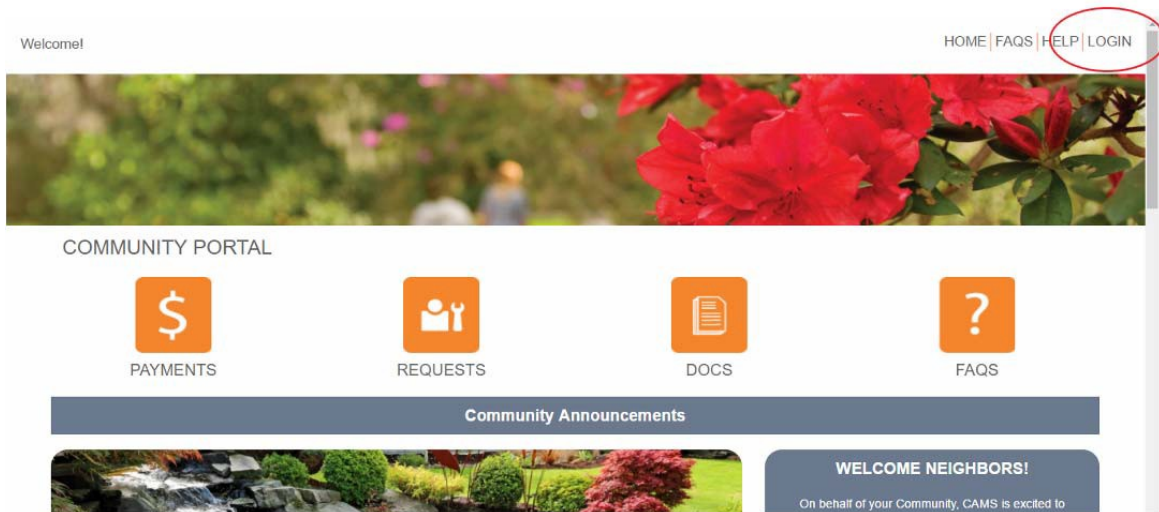 Welcome!
HOME | FAQS | HELP | LOGIN
COMMUNITY PORTAL
$
?
PAYMENTS
REQUESTS
DOCS
FAQS
Community Announcements
WELCOME NEIGHBORS!
On behalf of your Community, CAMS is excited to